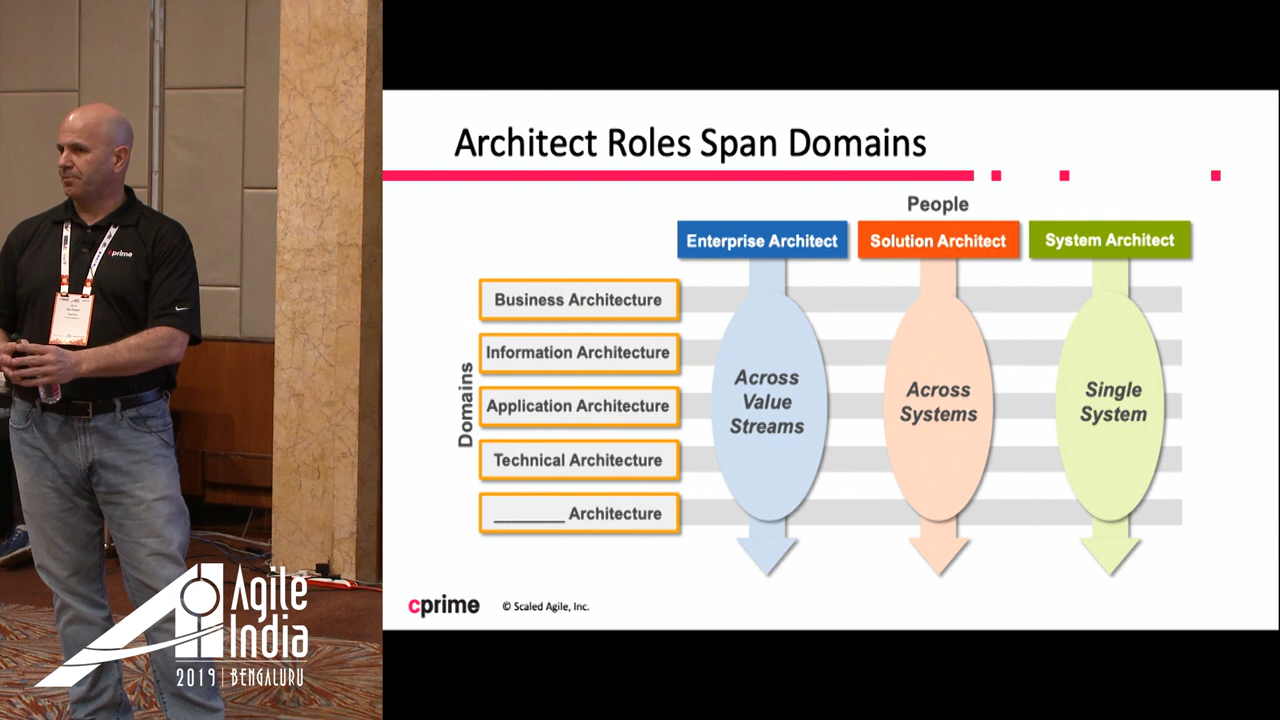 cprime
Agile
India
2019 | BENGALURU
Architect Roles Span Domains
People
Enterprise Architect
Solution Architect
System Architect
Domains
Business Architecture
Information Architecture
Application Architecture
Technical Architecture
________ Architecture
Across
Value
Streams
Across
Systems
Single
System
cprime
© Scaled Agile, Inc.